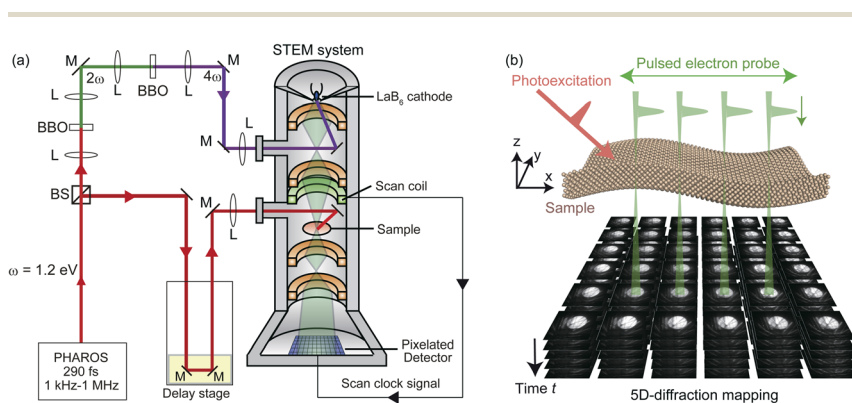 (a)
M
2ω
L
BBO
L
4ω
M
L
BBO
L
M
L
BS
M
L
ω = 1.2 eV
PHAROS
290 fs
1 kHz-1 MHz
M
M
Delay stage
STEM system
LaB6 cathode
Scan coil
Sample
Pixelated
Detector
Scan clock signal
(b)
Pulsed electron probe
Photoexcitation
z
y
x
Sample
Time t
5D-diffraction mapping